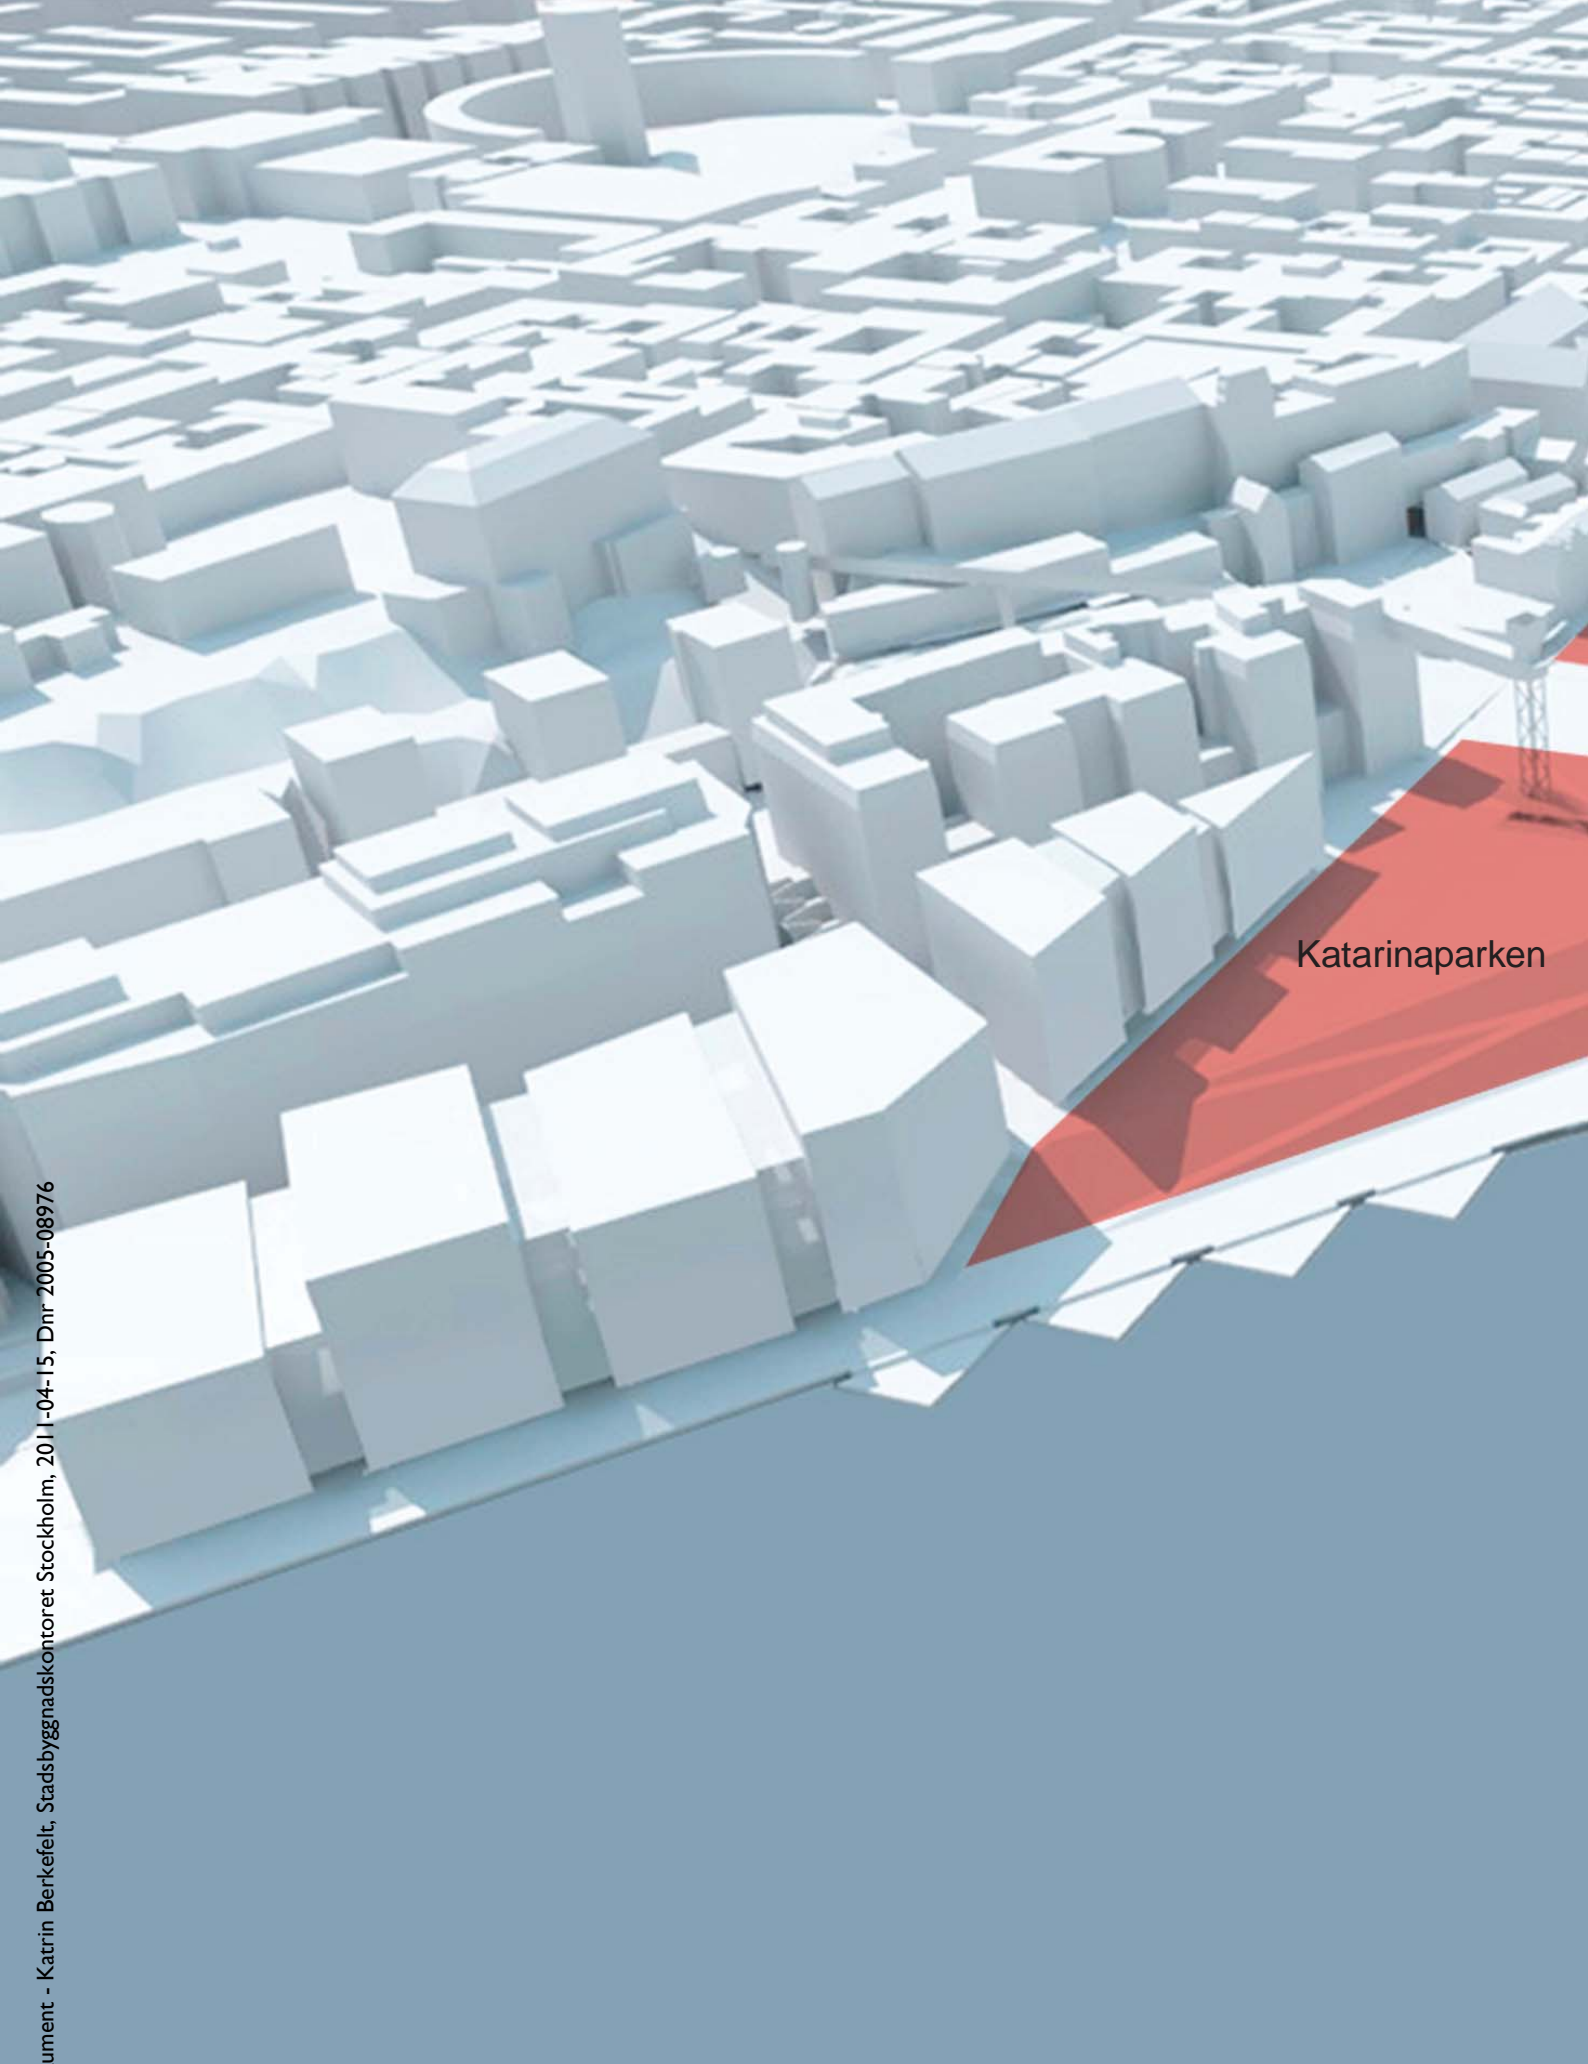 Katarinaparken
ument - Katrin Berkefelt, Stadsbyggnadskontoret Stockholm, 2011-04-15, Dnr 2005-08976